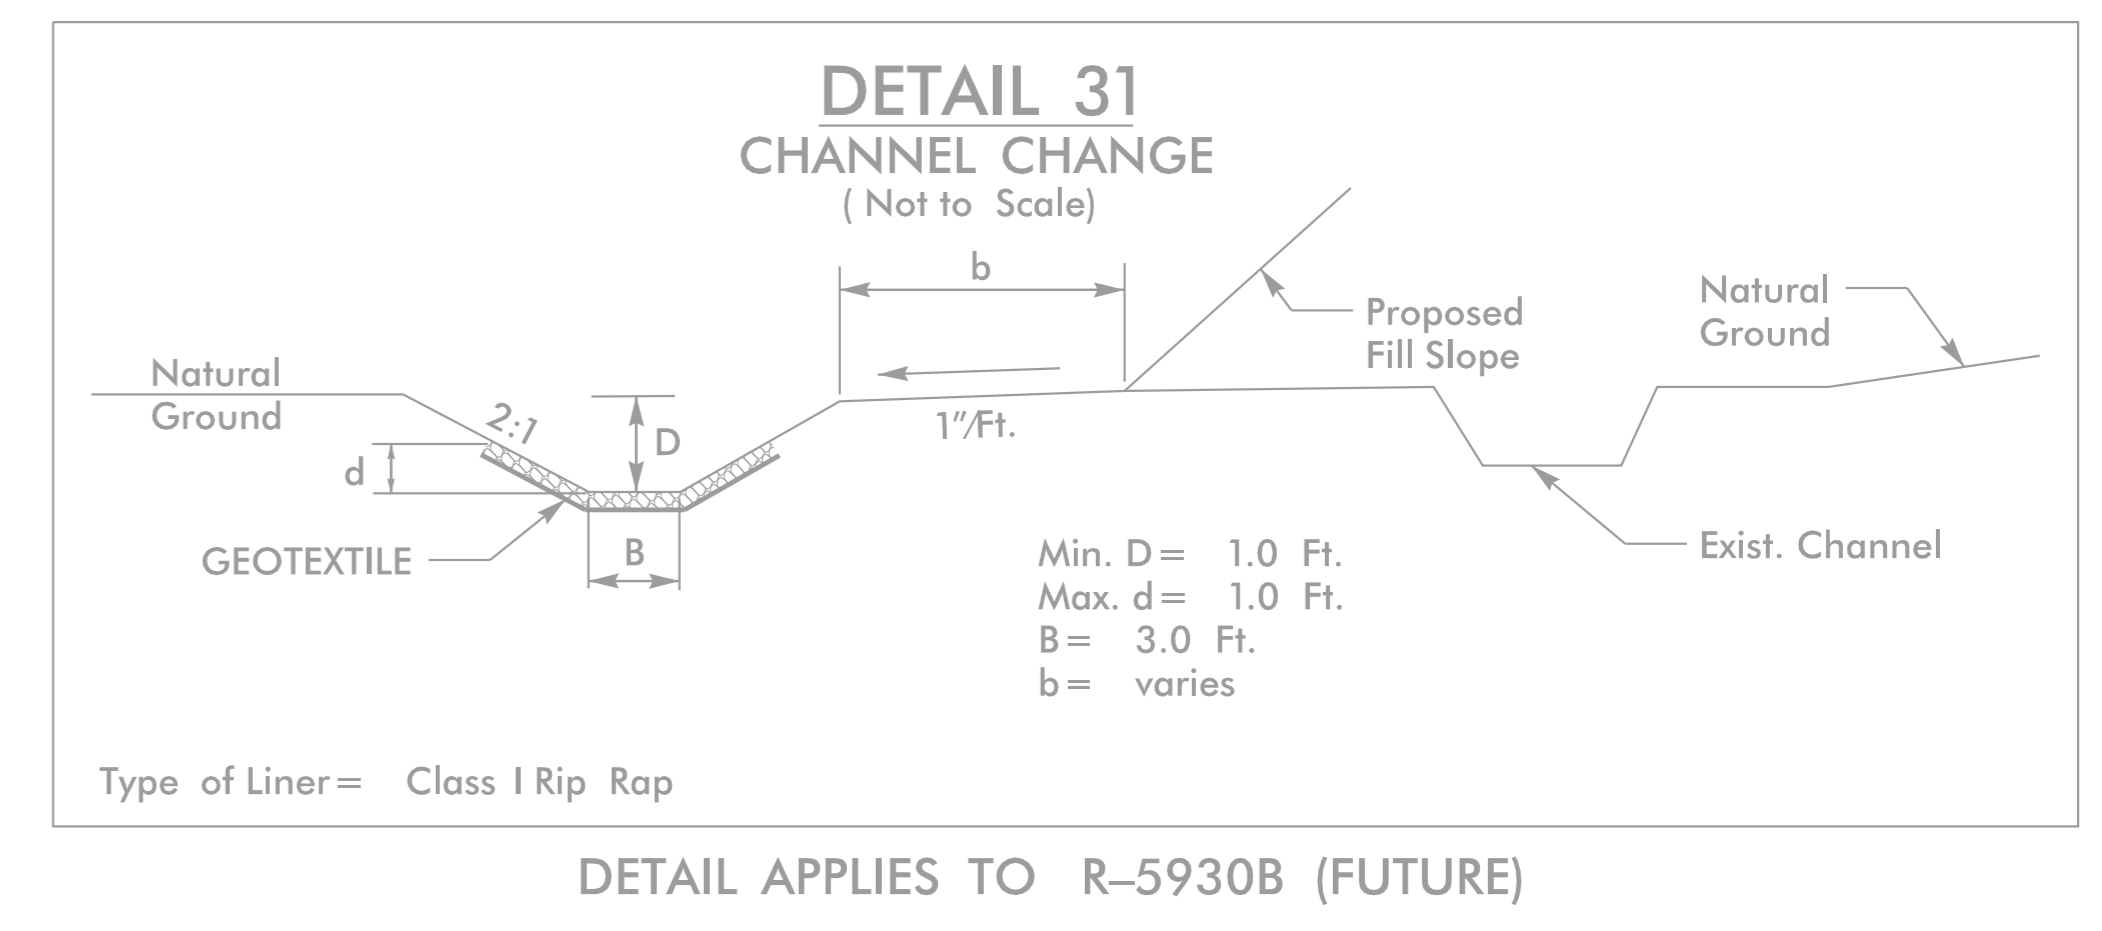 DETAIL 31
CHANNEL CHANGE
( Not to Scale)
b
Proposed
Fill Slope
Natural
Ground
Natural
Ground
2:1
D
1"/Ft.
d
GEOTEXTILE
B
Exist. Channel
Min. D = 1.0 Ft.
Max. d = 1.0 Ft.
B = 3.0 Ft.
b = varies
Type of Liner = Class I Rip Rap
DETAIL APPLIES TO R–5930B (FUTURE)